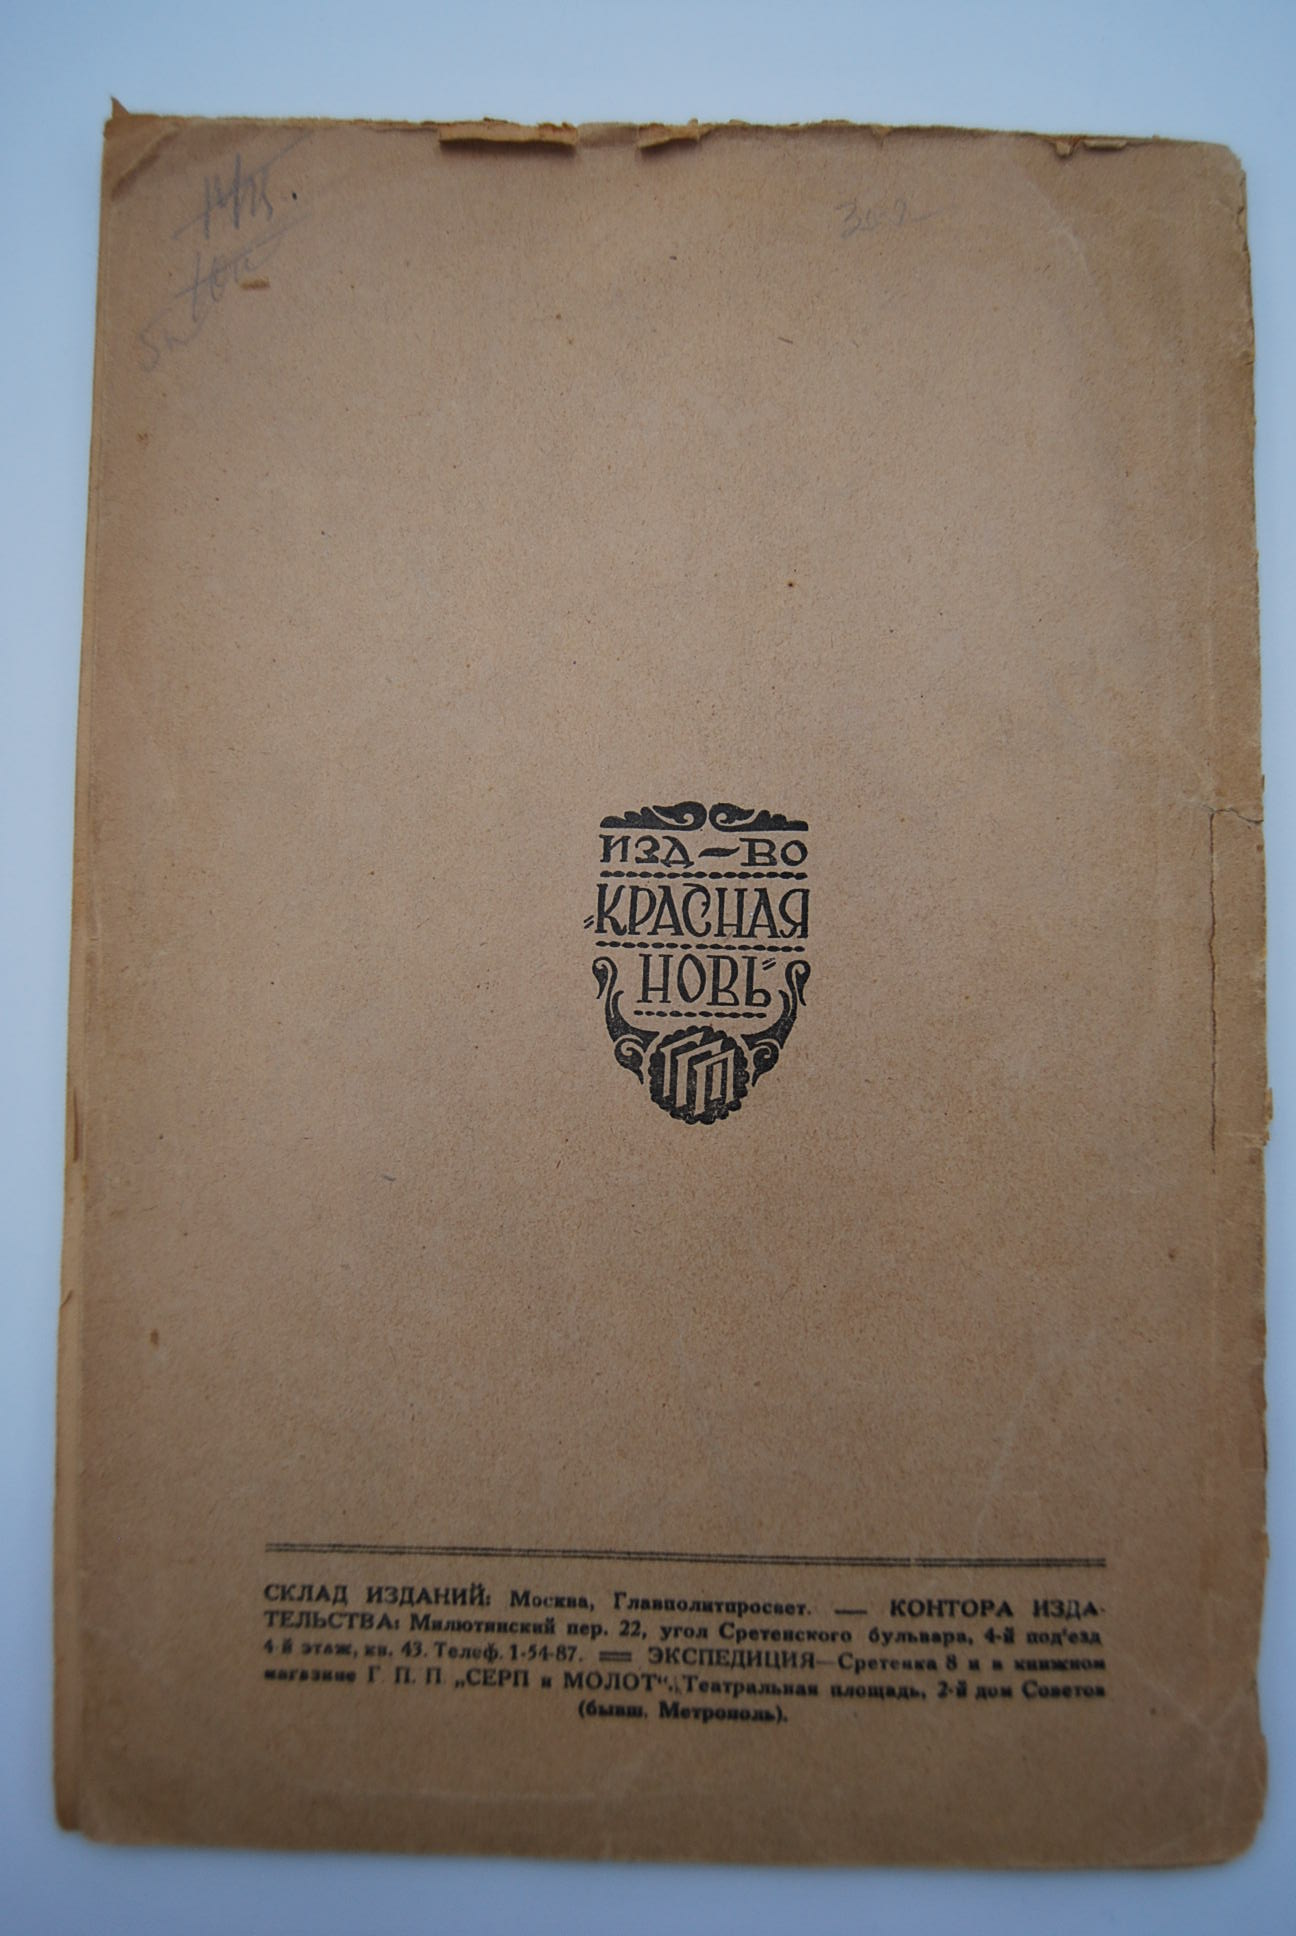 ИЗД—ВО
„КРАСНАЯ
НОВЬ"
ГПП
СКЛАД ИЗДАНИЙ: Москва, Главполитпросвет. — КОНТОРА ИЗДА-
ТЕЛЬСТВА: Милютинский пер. 22, угол Сретенского бульвара, 4-й под'езд
4-й этаж, кв. 43. Телеф. 1-54-87. == ЭКСПЕДИЦИЯ—Сретенка 8 и в книжном
магазине Г. П. П. „СЕРП и МОЛОТ", Театральная площадь, 2-й дом Советов
(бывш. Метрополь).